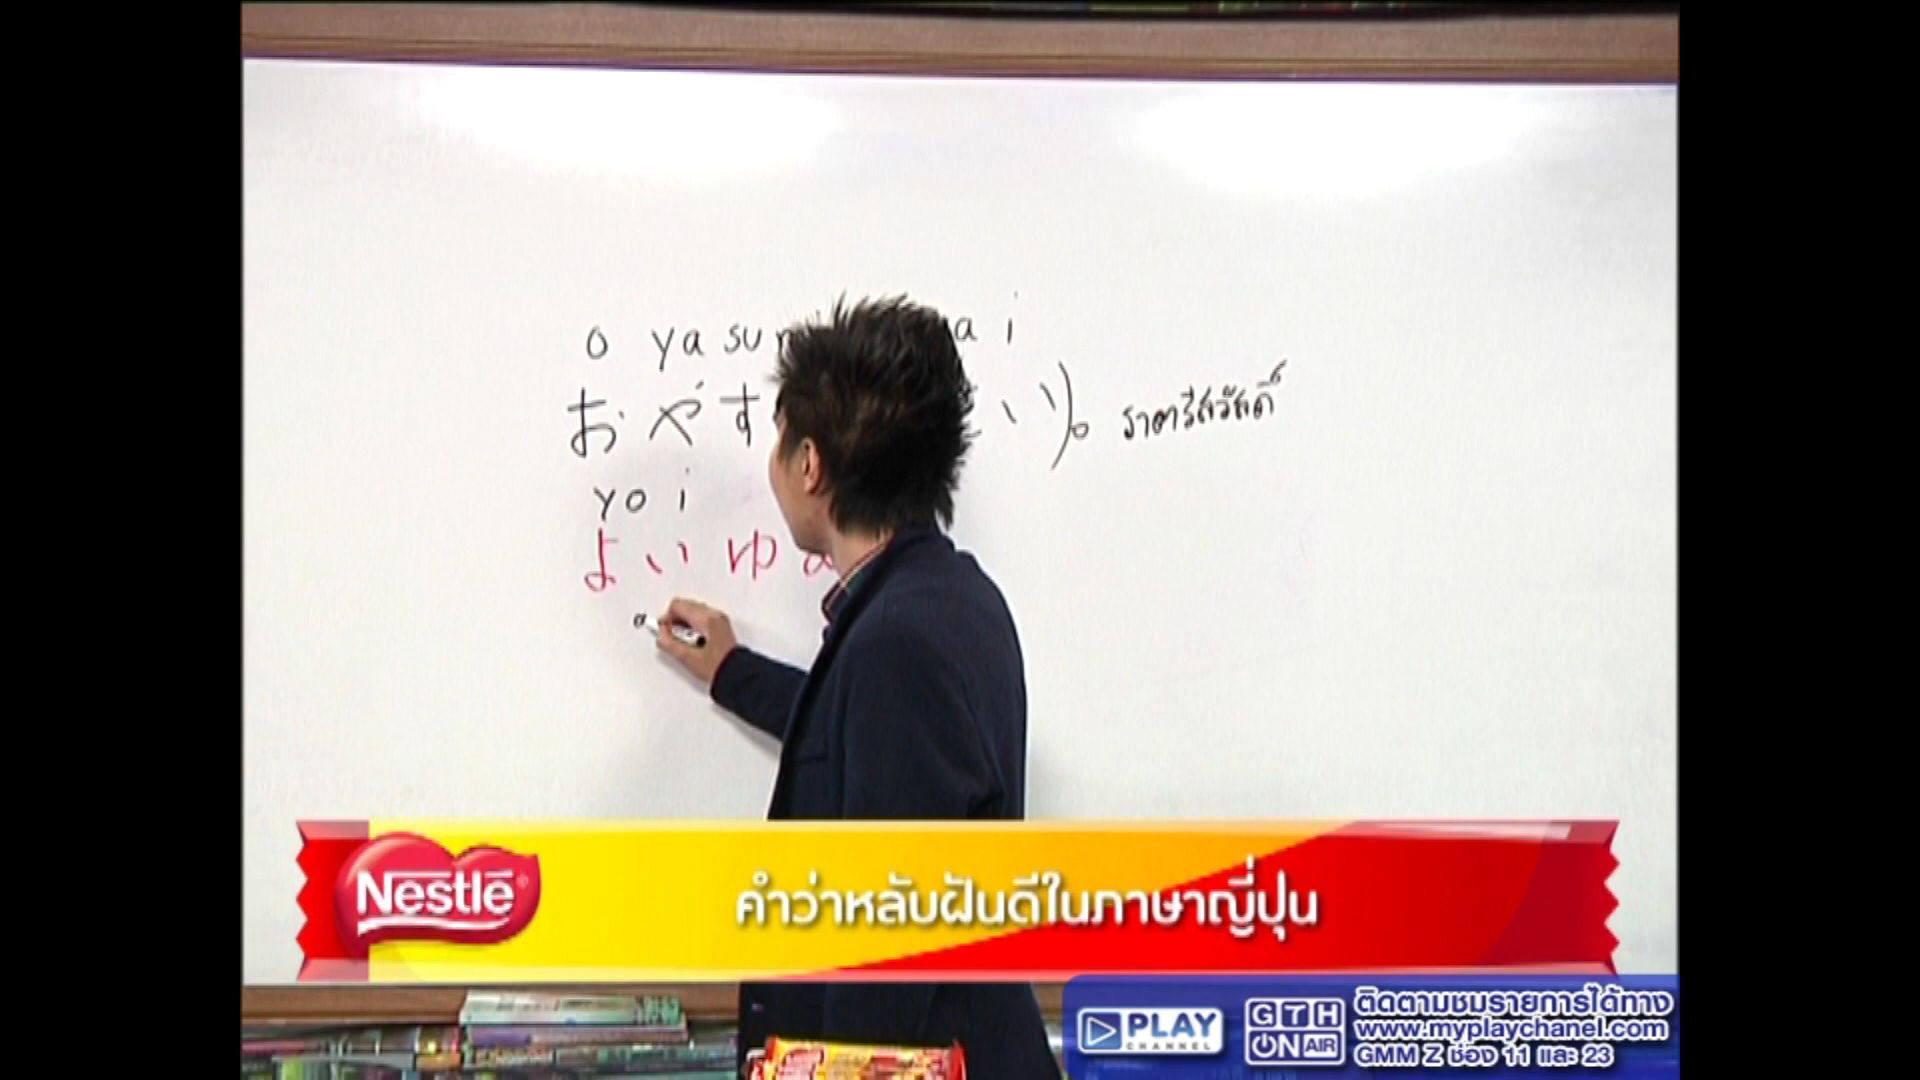 o ya su ai
おやす い)。 ราตรีสวัสดิ์
yo i
よい ゆ
Nestlé
คำว่าหลับฝันดีในภาษาญี่ปุ่น
PLAY
CHANNEL
GTH
ON AIR
ติดตามชมรายการได้ทาง
www.myplaychanel.com
GMM Z ช่อง 11 และ 23